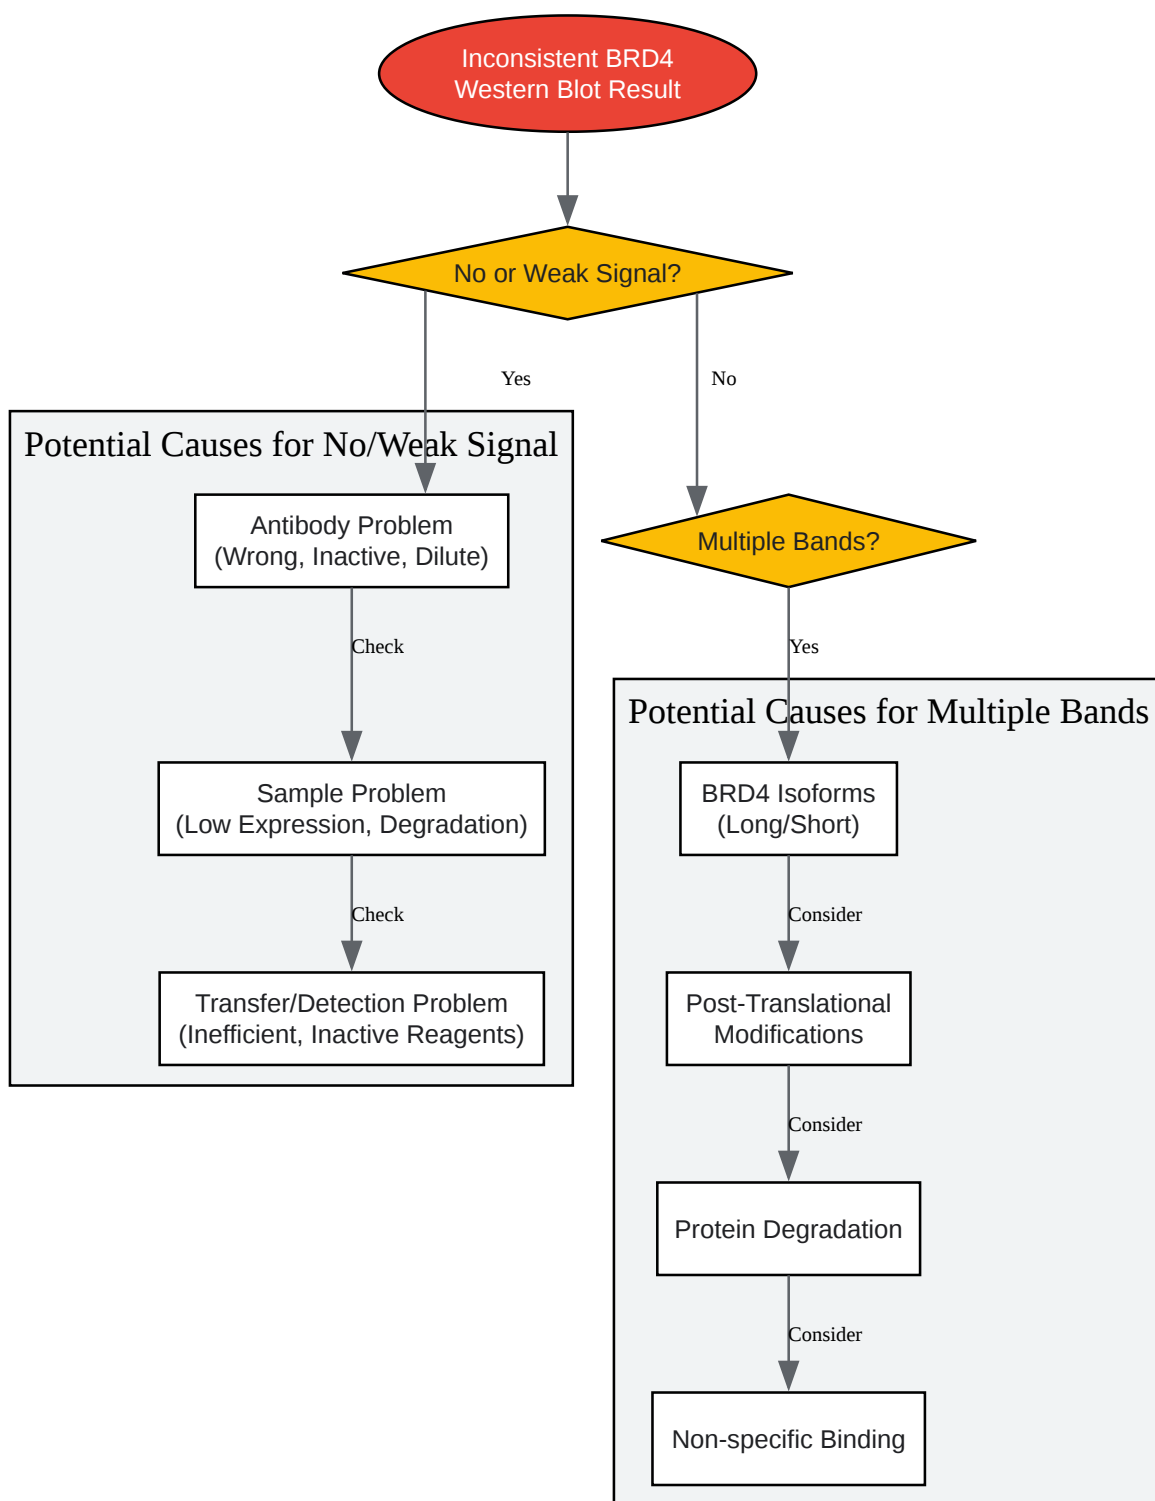 Inconsistent BRD4
Western Blot Result
No or Weak Signal?
Yes
No
Potential Causes for No/Weak Signal
Antibody Problem
(Wrong, Inactive, Dilute)
Multiple Bands?
Check
Yes
Potential Causes for Multiple Bands
Sample Problem
(Low Expression, Degradation)
BRD4 Isoforms
(Long/Short)
Check
Consider
Transfer/Detection Problem
(Inefficient, Inactive Reagents)
Post-Translational
Modifications
Consider
Protein Degradation
Consider
Non-specific Binding